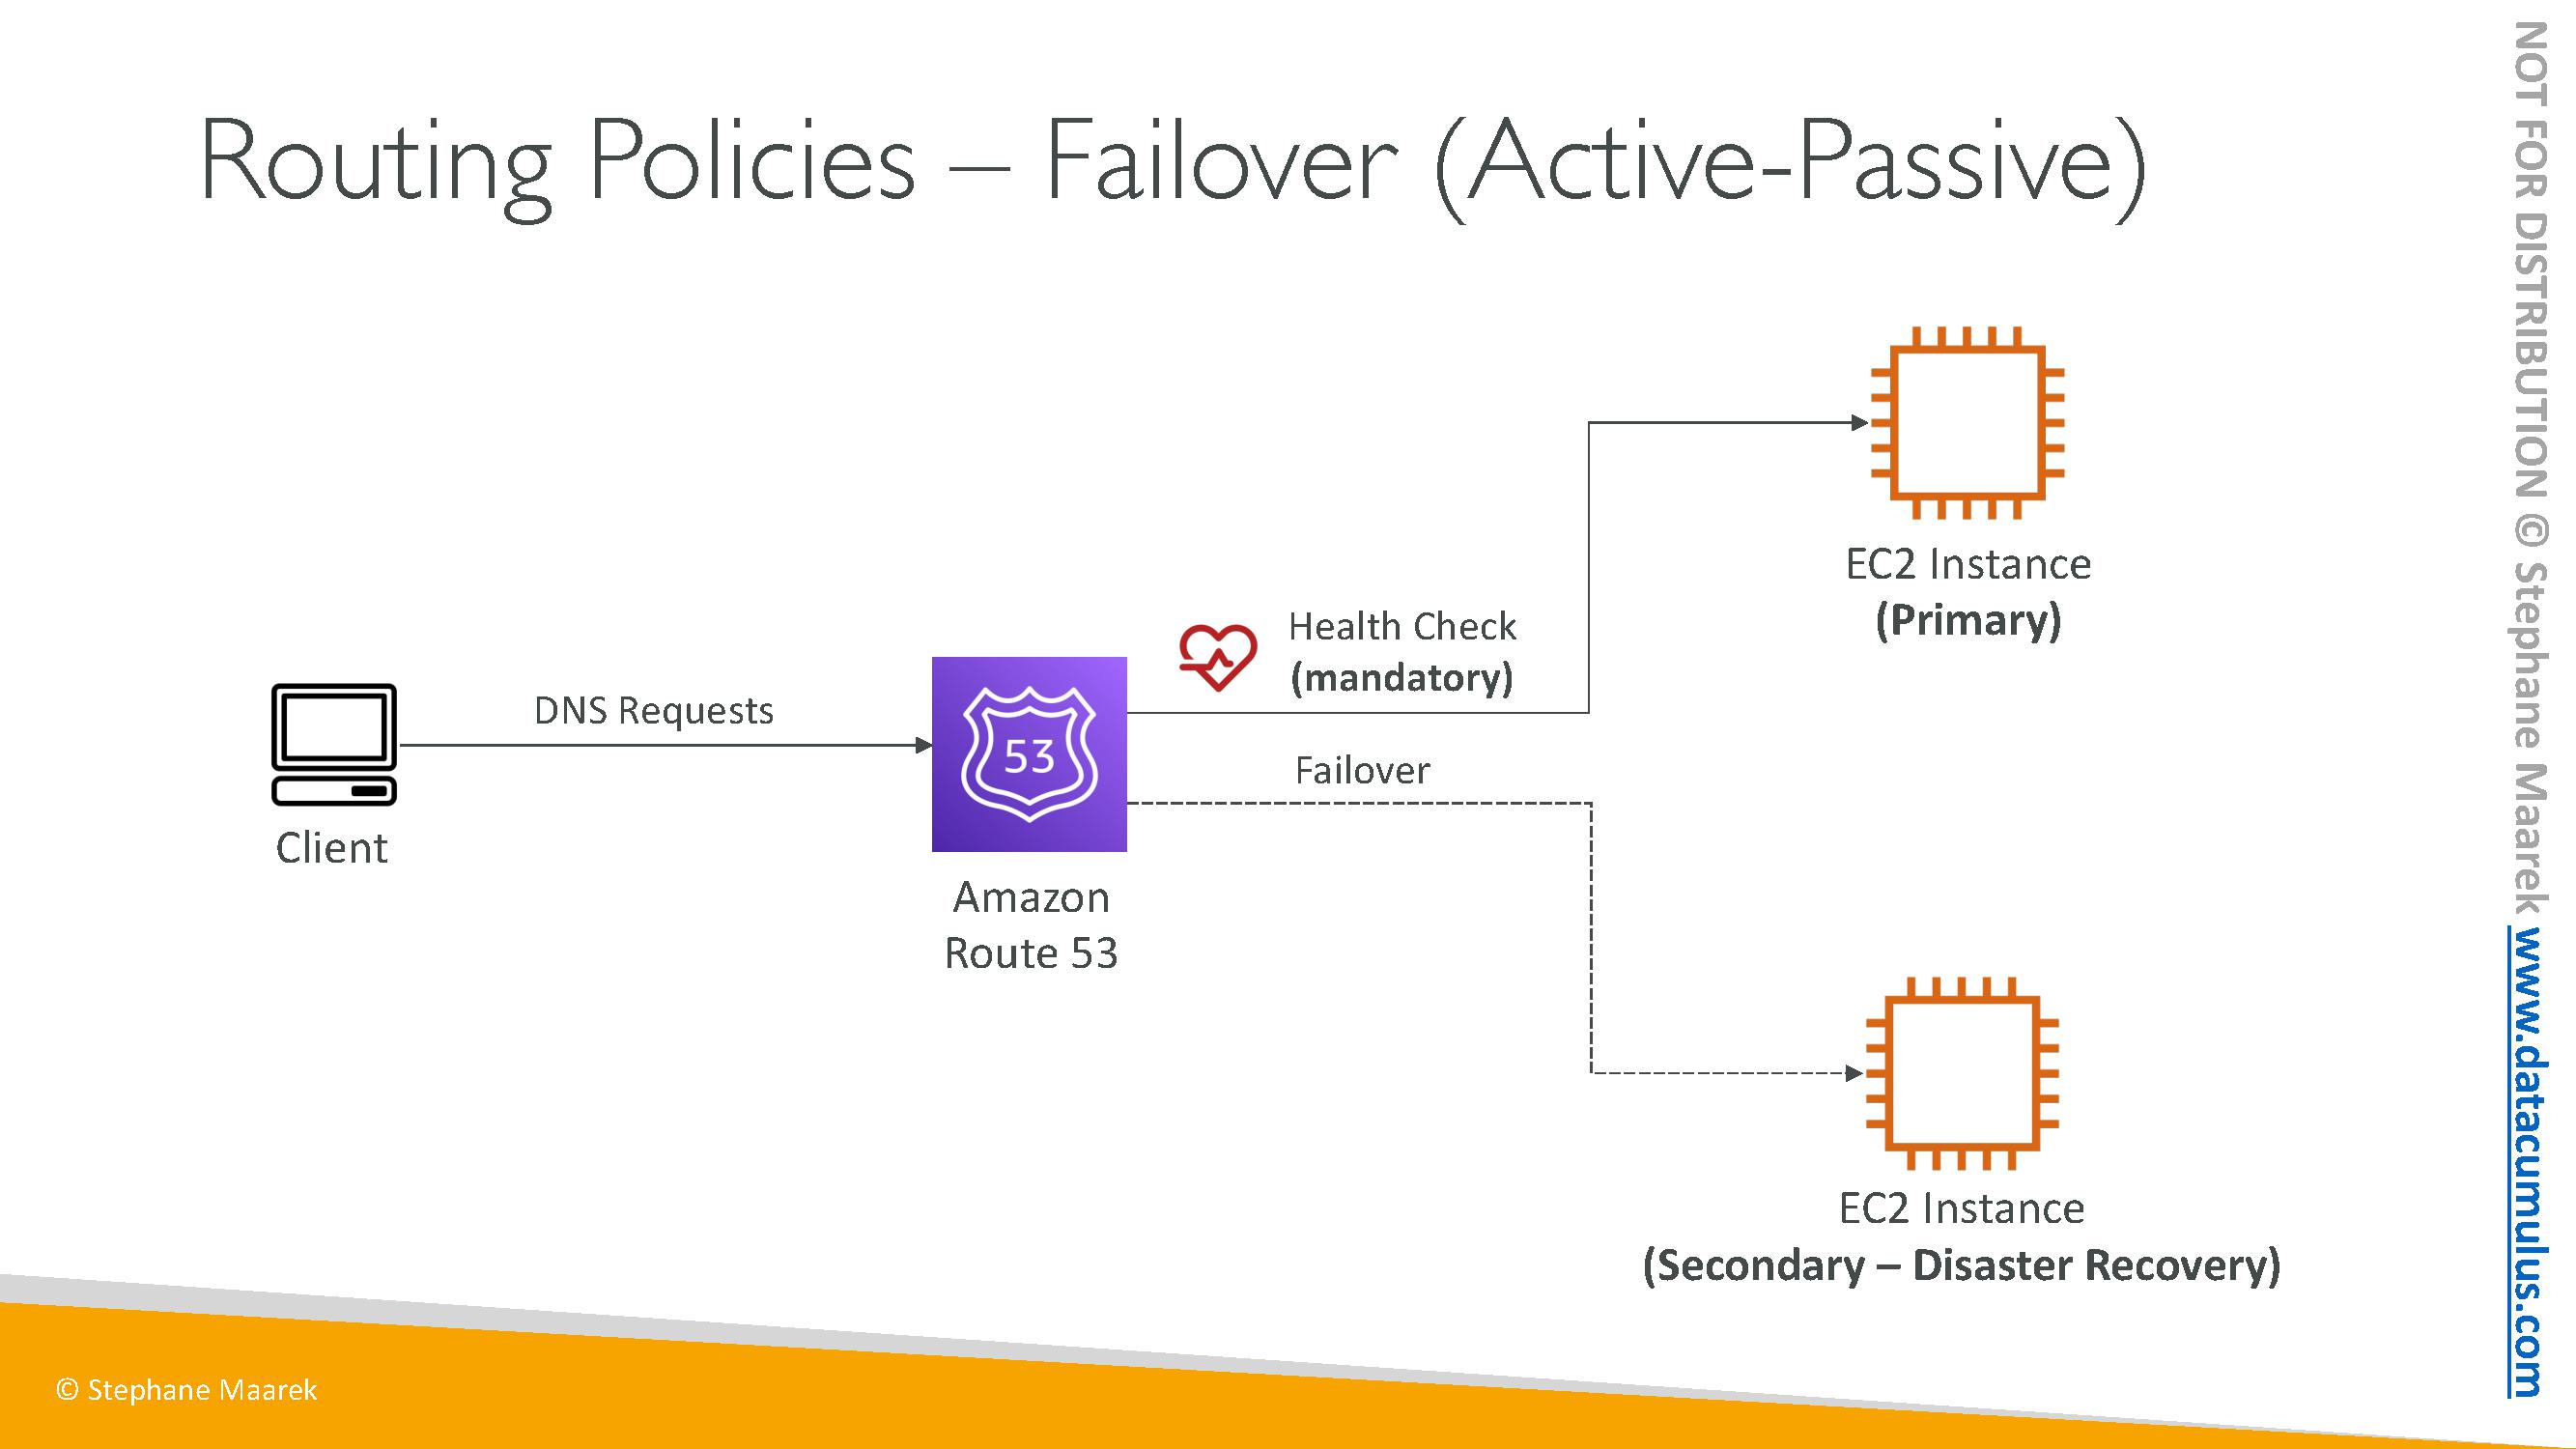 Routing Policies – Failover (Active-Passive)
EC2 Instance
(Primary)
Health Check
(mandatory)
DNS Requests
53
Failover
Client
Amazon
Route 53
EC2 Instance
(Secondary – Disaster Recovery)
© Stephane Maarek
NOT FOR DISTRIBUTION © Stephane Maarek www.datacumulus.com